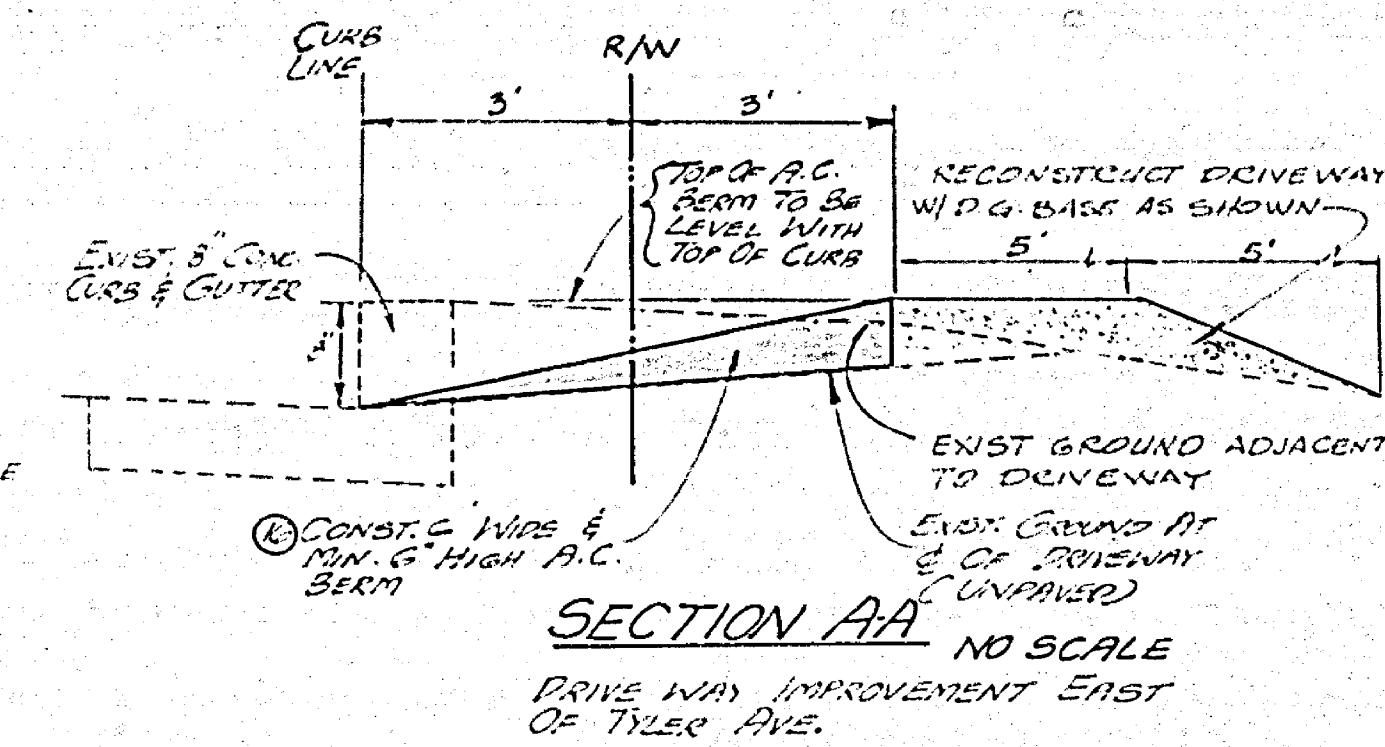 CURB
LINE
R/W
3'
3'
TOP OF A.C.
BERM TO BE
LEVEL WITH
TOP OF CURB
RECONSTRUCT DRIVEWAY
W/ D.G. BASE AS SHOWN
5'
5'
EXIST. 8" CONC.
CURB & GUTTER
EXIST GROUND ADJACENT
TO DRIVEWAY
E
CONST. 6' WIDE &
MIN. 6" HIGH A.C.
BERM
EXIST. GROUND AT
℄ OF DRIVEWAY
(UNPAVED)
SECTION A-A
NO SCALE
DRIVE WAY IMPROVEMENT EAST
OF TYLER AVE.